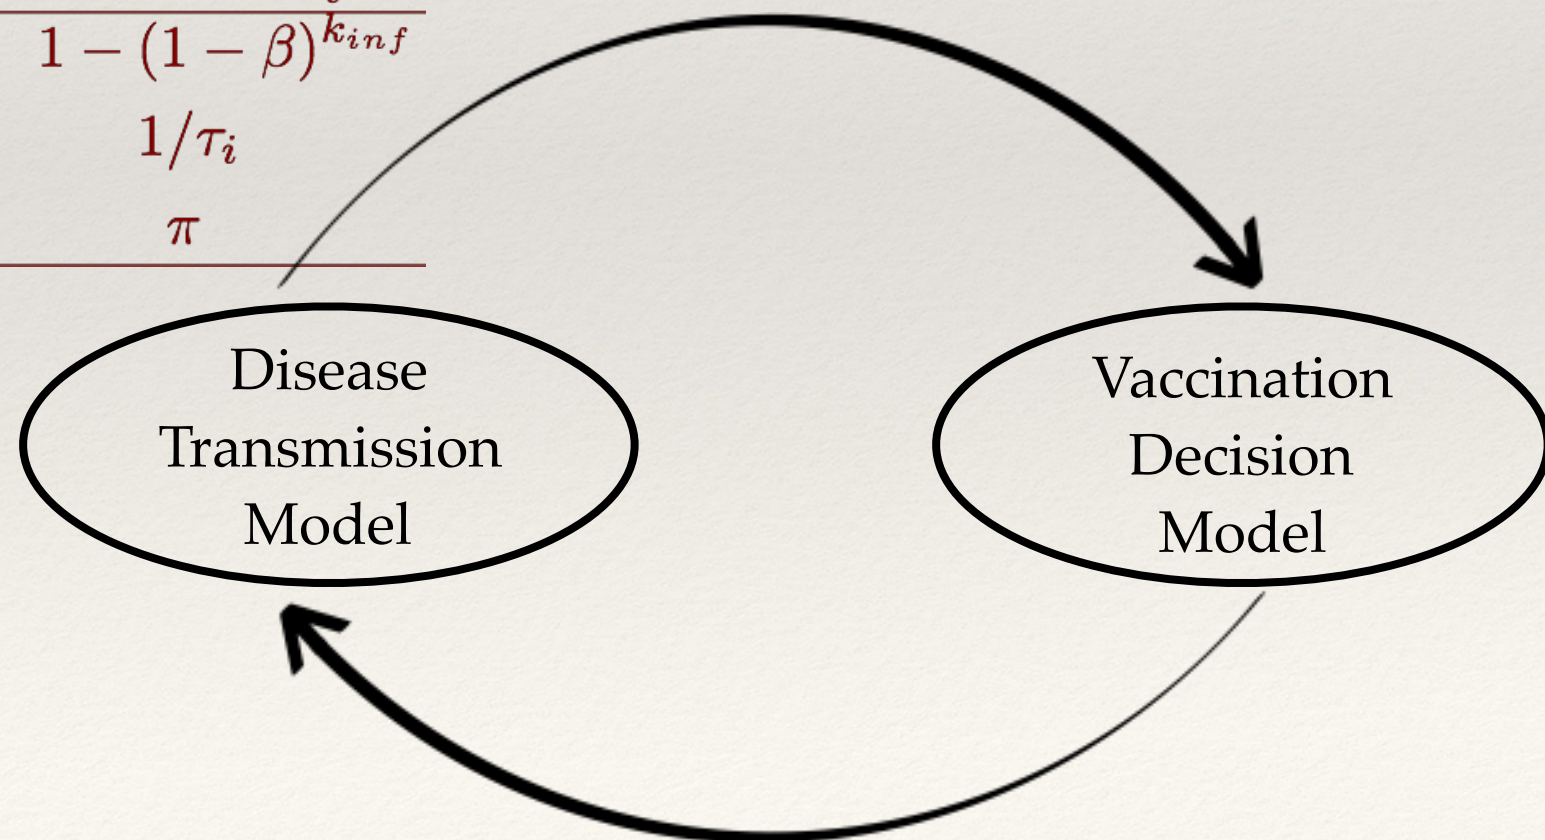 1 − (1 − β)^{k_{inf}}
1/τ_i
π
Disease
Transmission
Model
Vaccination
Decision
Model